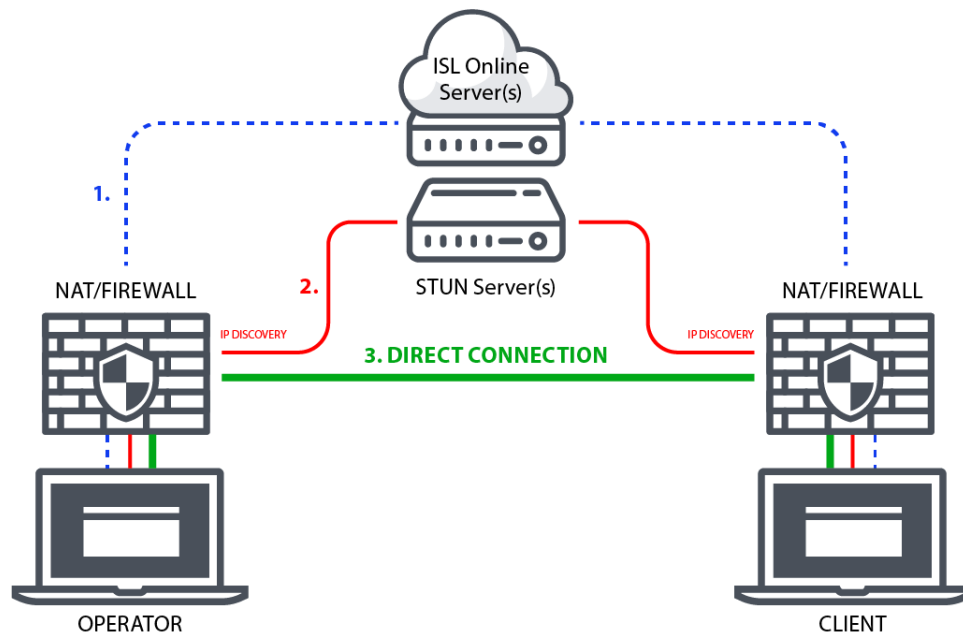 ISL Online
Server(s)
1.
NAT/FIREWALL
2.
STUN Server(s)
NAT/FIREWALL
IP DISCOVERY
IP DISCOVERY
3. DIRECT CONNECTION
OPERATOR
CLIENT